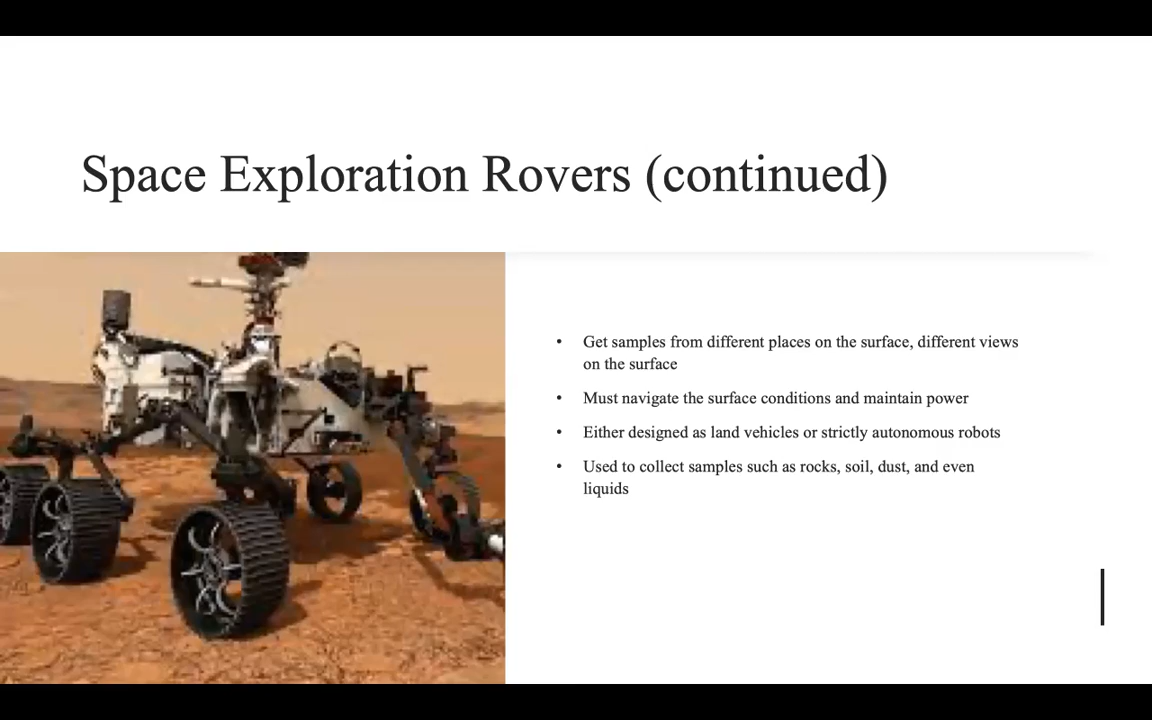 Space Exploration Rovers (continued)
• Get samples from different places on the surface, different views
on the surface
• Must navigate the surface conditions and maintain power
• Either designed as land vehicles or strictly autonomous robots
• Used to collect samples such as rocks, soil, dust, and even
liquids